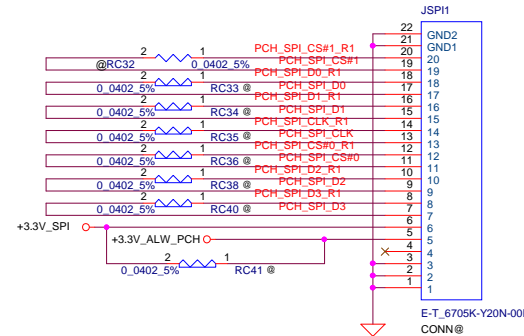 JSPI1
22 GND2
21 GND1
2 1 PCH_SPI_CS#1_R1 20 20
@RC32 0_0402_5% PCH_SPI_CS#1 19 19
2 1 PCH_SPI_D0_R1 18 18
0_0402_5% RC33 @ PCH_SPI_D0 17 17
2 1 PCH_SPI_D1_R1 16 16
0_0402_5% RC34 @ PCH_SPI_D1 15 15
2 1 PCH_SPI_CLK_R1 14 14
0_0402_5% RC35 @ PCH_SPI_CLK 13 13
2 1 PCH_SPI_CS#0_R1 12 12
0_0402_5% RC36 @ PCH_SPI_CS#0 11 11
2 1 PCH_SPI_D2_R1 10 10
0_0402_5% RC38 @ PCH_SPI_D2 9 9
2 1 PCH_SPI_D3_R1 8 8
0_0402_5% RC40 @ PCH_SPI_D3 7 7
+3.3V_SPI 6 6
+3.3V_ALW_PCH 5 5
4 4
2 1 3 3
0_0402_5% RC41 @ 2 2
1 1
E-T_6705K-Y20N-00
CONN@